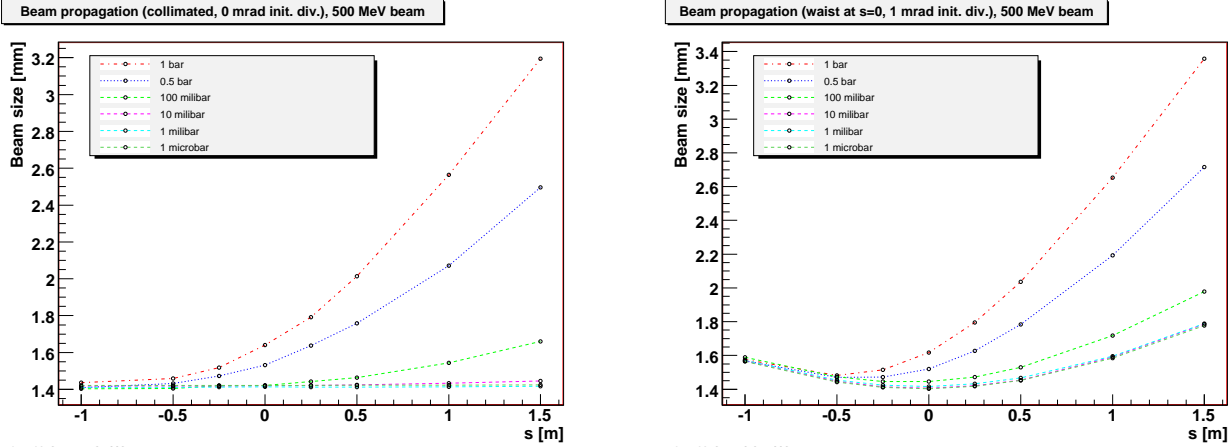 Beam propagation (collimated, 0 mrad init. div.), 500 MeV beam
Beam size [mm]
3.2
3
2.8
2.6
2.4
2.2
2
1.8
1.6
1.4
1 bar
0.5 bar
100 milibar
10 milibar
1 milibar
1 microbar
-1 -0.5 0 0.5 1 1.5
s [m]
Beam propagation (waist at s=0, 1 mrad init. div.), 500 MeV beam
Beam size [mm]
3.4
3.2
3
2.8
2.6
2.4
2.2
2
1.8
1.6
1.4
1 bar
0.5 bar
100 milibar
10 milibar
1 milibar
1 microbar
-1 -0.5 0 0.5 1 1.5
s [m]